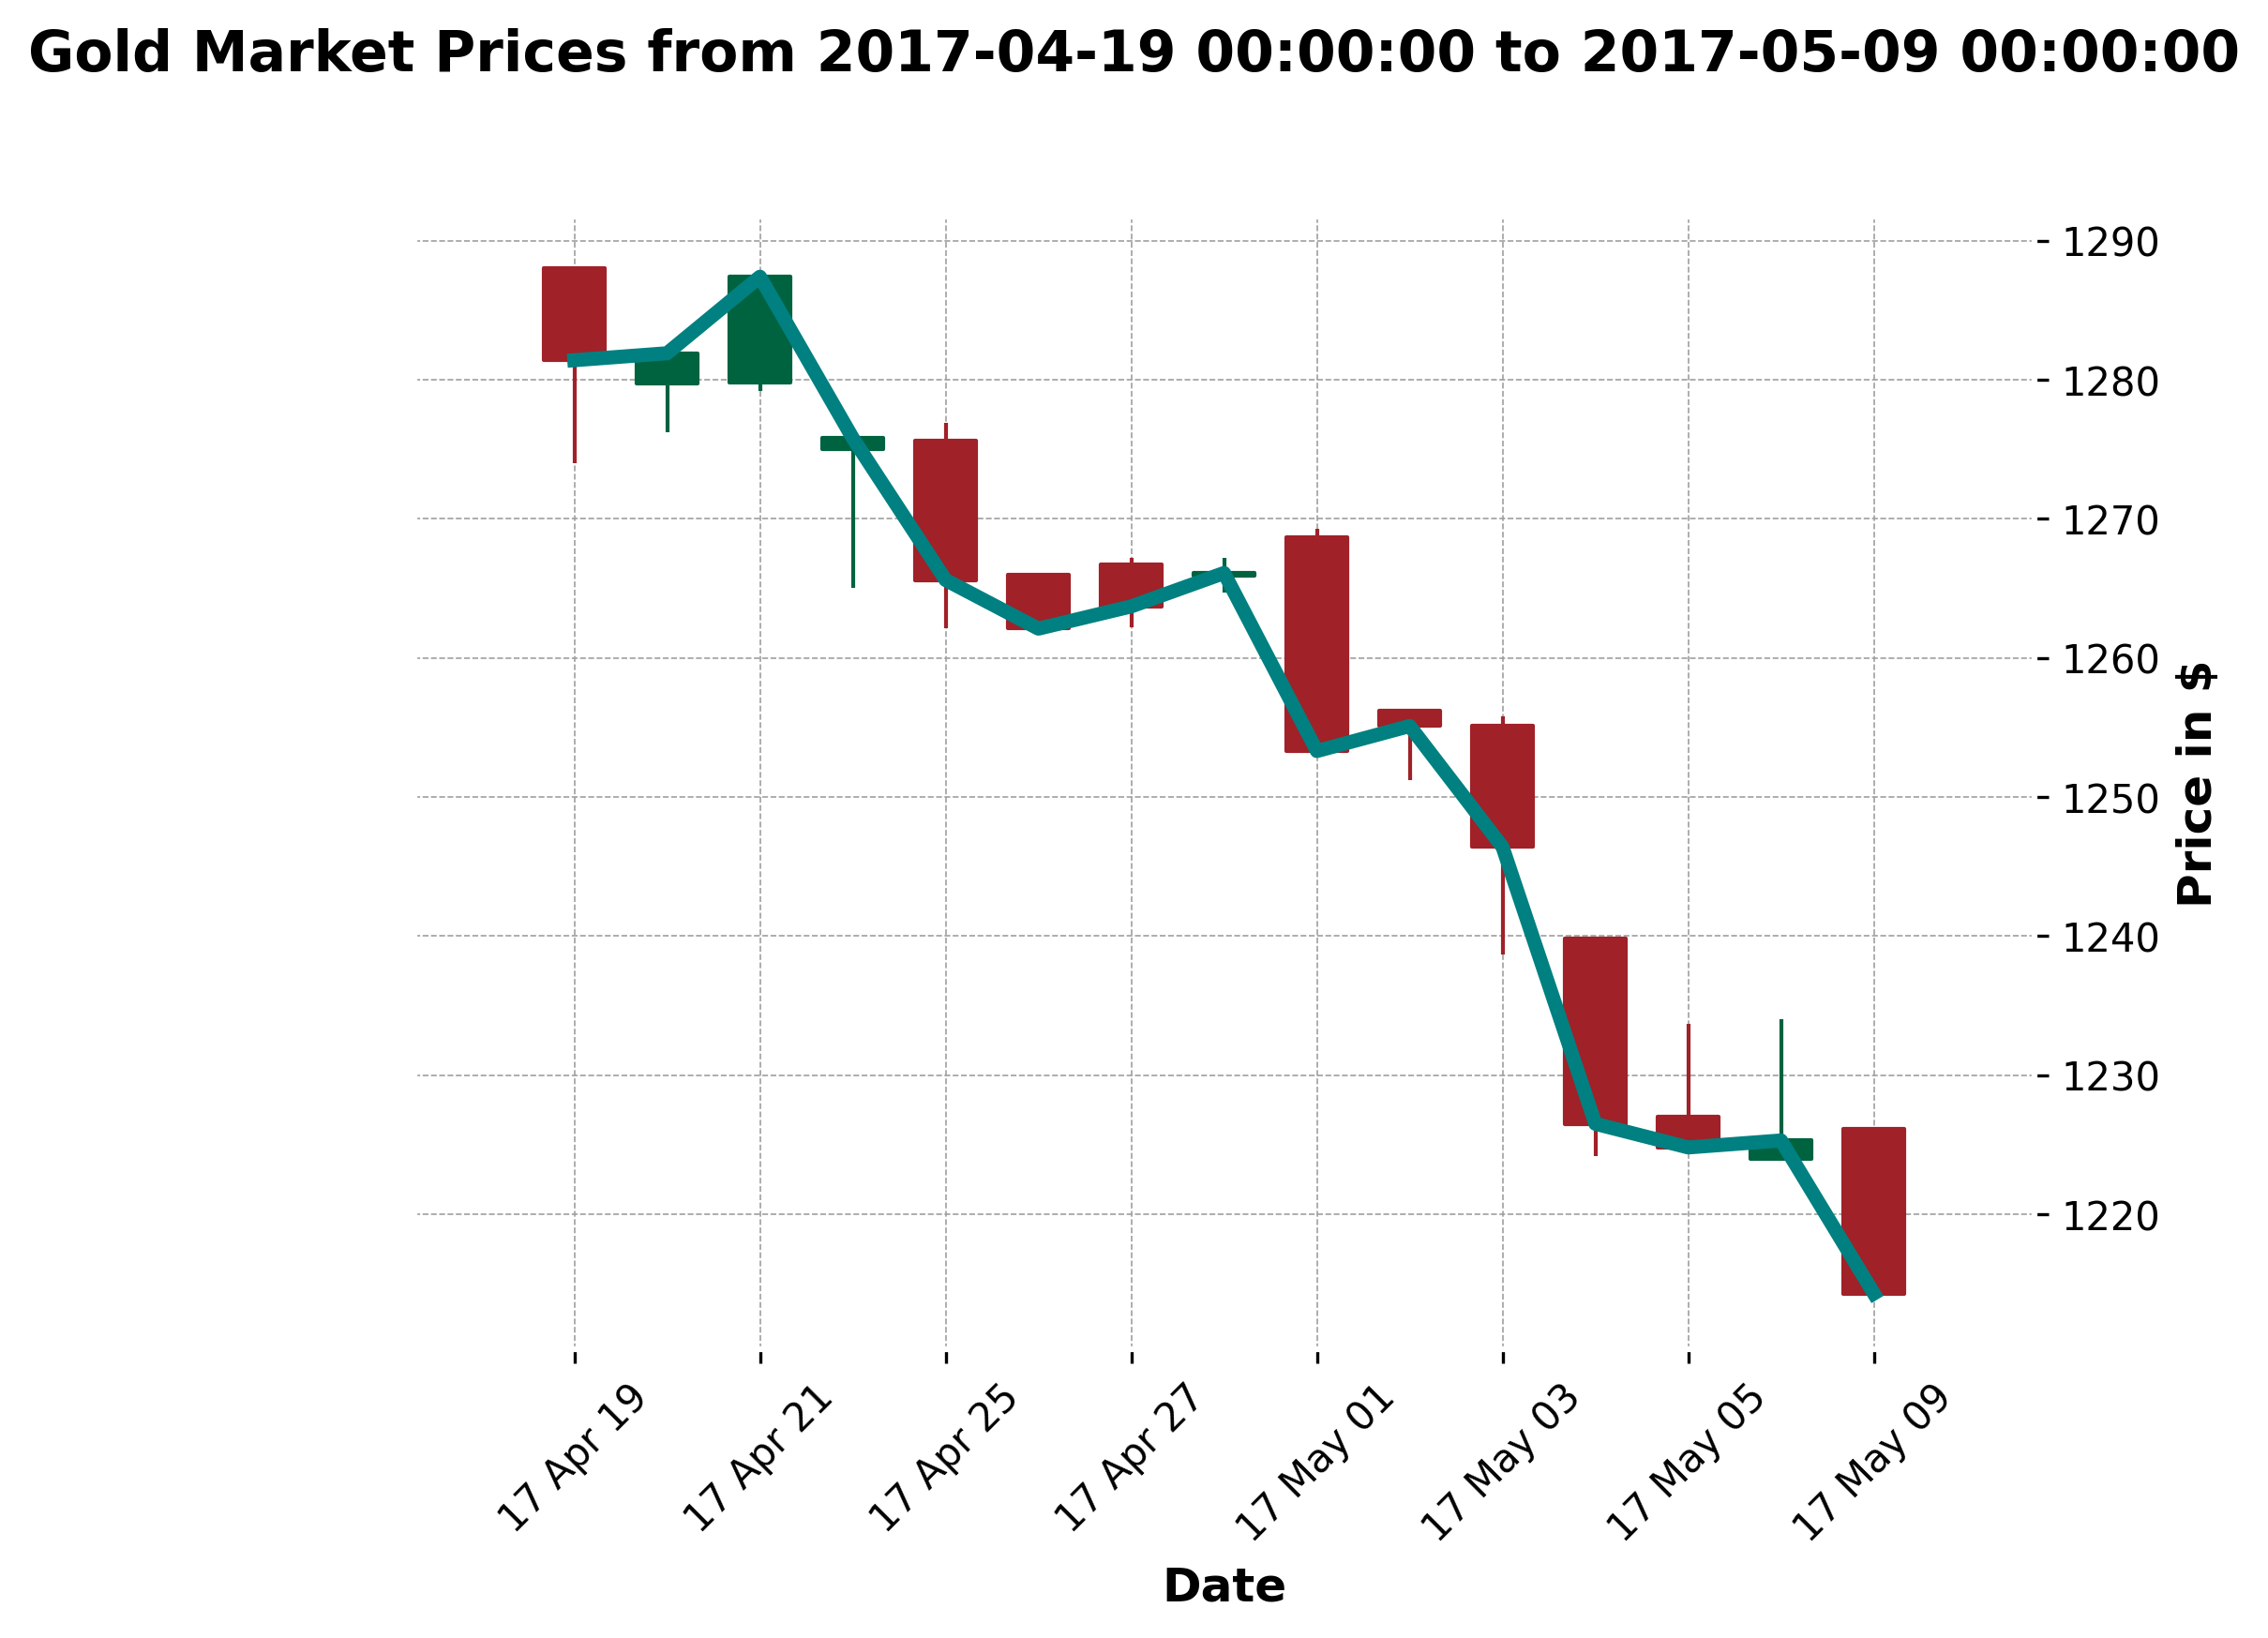 Gold Market Prices from 2017-04-19 00:00:00 to 2017-05-09 00:00:00
1290
1280
1270
1260
1250
1240
1230
1220
Price in $
17 Apr 19
17 Apr 21
17 Apr 25
17 Apr 27
17 May 01
17 May 03
17 May 05
17 May 09
Date